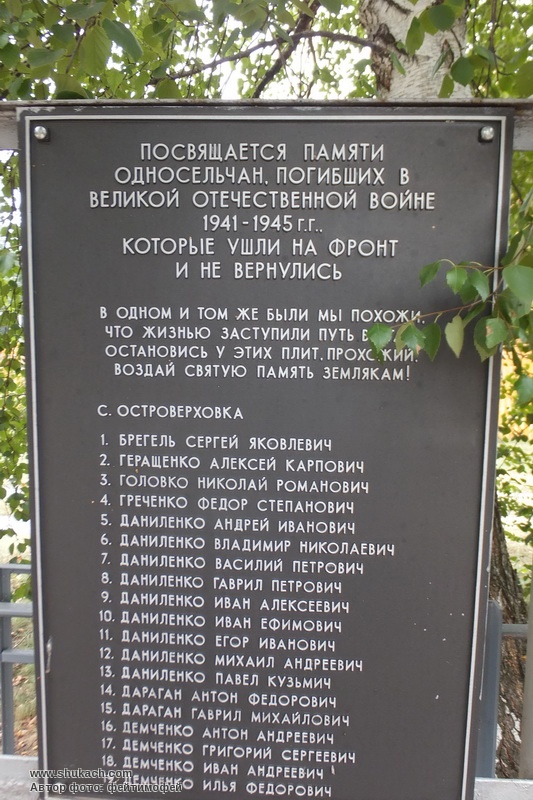 ПОСВЯЩАЕТСЯ ПАМЯТИ
ОДНОСЕЛЬЧАН, ПОГИБШИХ В
ВЕЛИКОЙ ОТЕЧЕСТВЕННОЙ ВОЙНЕ
1941-1945 г.г.,
КОТОРЫЕ УШЛИ НА ФРОНТ
И НЕ ВЕРНУЛИСЬ
В ОДНОМ И ТОМ ЖЕ БЫЛИ МЫ ПОХОЖИ,
ЧТО ЖИЗНЬЮ ЗАСТУПИЛИ ПУТЬ
ОСТАНОВИСЬ У ЭТИХ ПЛИТ, ПРОХОЖИЙ!
ВОЗДАЙ СВЯТУЮ ПАМЯТЬ ЗЕМЛЯКАМ!
С. ОСТРОВЕРХОВКА
1. БРЕГЕЛЬ СЕРГЕЙ ЯКОВЛЕВИЧ
2. ГЕРАЩЕНКО АЛЕКСЕЙ КАРПОВИЧ
3. ГОЛОВКО НИКОЛАЙ РОМАНОВИЧ
4. ГРЕЧЕНКО ФЕДОР СТЕПАНОВИЧ
5. ДАНИЛЕНКО АНДРЕЙ ИВАНОВИЧ
6. ДАНИЛЕНКО ВЛАДИМИР НИКОЛАЕВИЧ
7. ДАНИЛЕНКО ВАСИЛИЙ ПЕТРОВИЧ
8. ДАНИЛЕНКО ГАВРИЛ ПЕТРОВИЧ
9. ДАНИЛЕНКО ИВАН АЛЕКСЕЕВИЧ
10. ДАНИЛЕНКО ИВАН ЕФИМОВИЧ
11. ДАНИЛЕНКО ЕГОР ИВАНОВИЧ
12. ДАНИЛЕНКО МИХАИЛ АНДРЕЕВИЧ
13. ДАНИЛЕНКО ПАВЕЛ КУЗЬМИЧ
14. ДАРАГАН АНТОН ФЕДОРОВИЧ
15. ДАРАГАН ГАВРИЛ МИХАЙЛОВИЧ
16. ДЕМЧЕНКО АНТОН АНДРЕЕВИЧ
17. ДЕМЧЕНКО ГРИГОРИЙ СЕРГЕЕВИЧ
18. ДЕМЧЕНКО ИВАН АНДРЕЕВИЧ
19. ДЕМЧЕНКО ИЛЬЯ ФЕДОРОВИЧ
www.shukach.com
Автор фото: фейтимофей